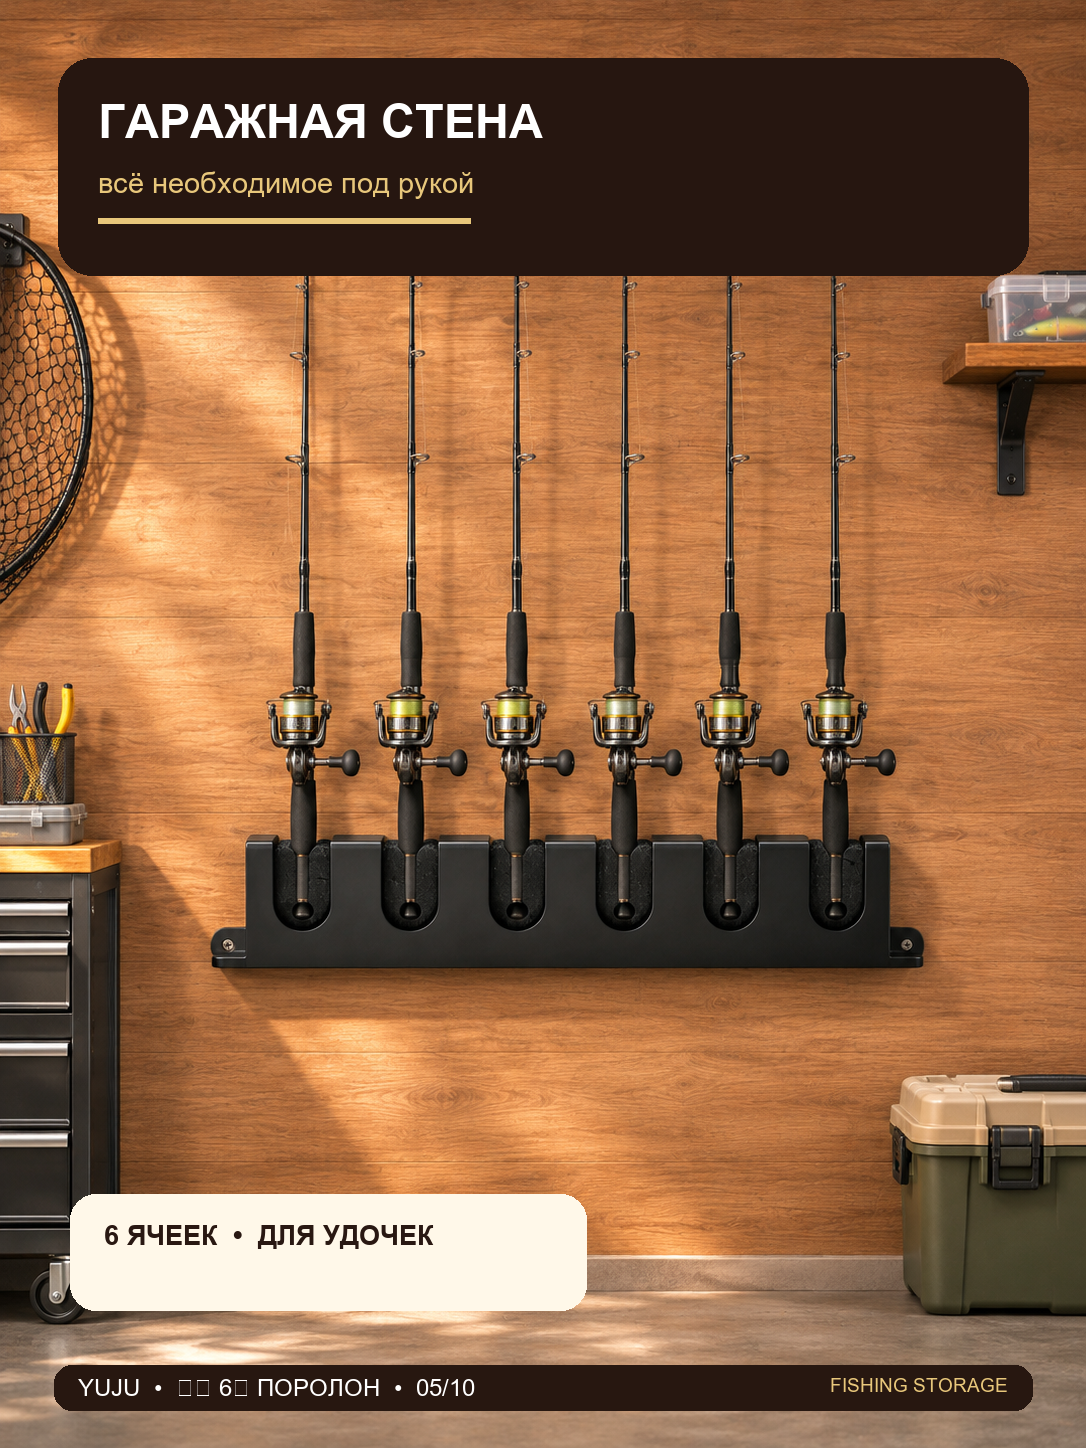 ГАРАЖНАЯ СТЕНА
всё необходимое под рукой
6 ЯЧЕЕК • ДЛЯ УДОЧЕК
YUJU • □□ 6□ ПОРОЛОН • 05/10
FISHING STORAGE